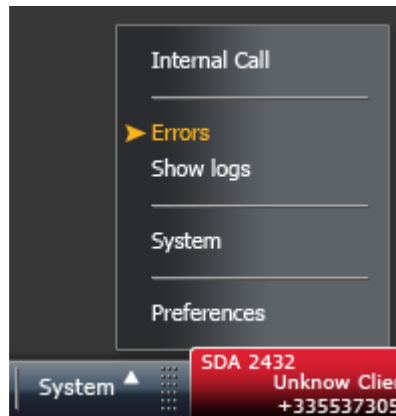 Internal Call
Errors
Show logs
System
Preferences
System
SDA 2432
Unknow Clie
+335537305